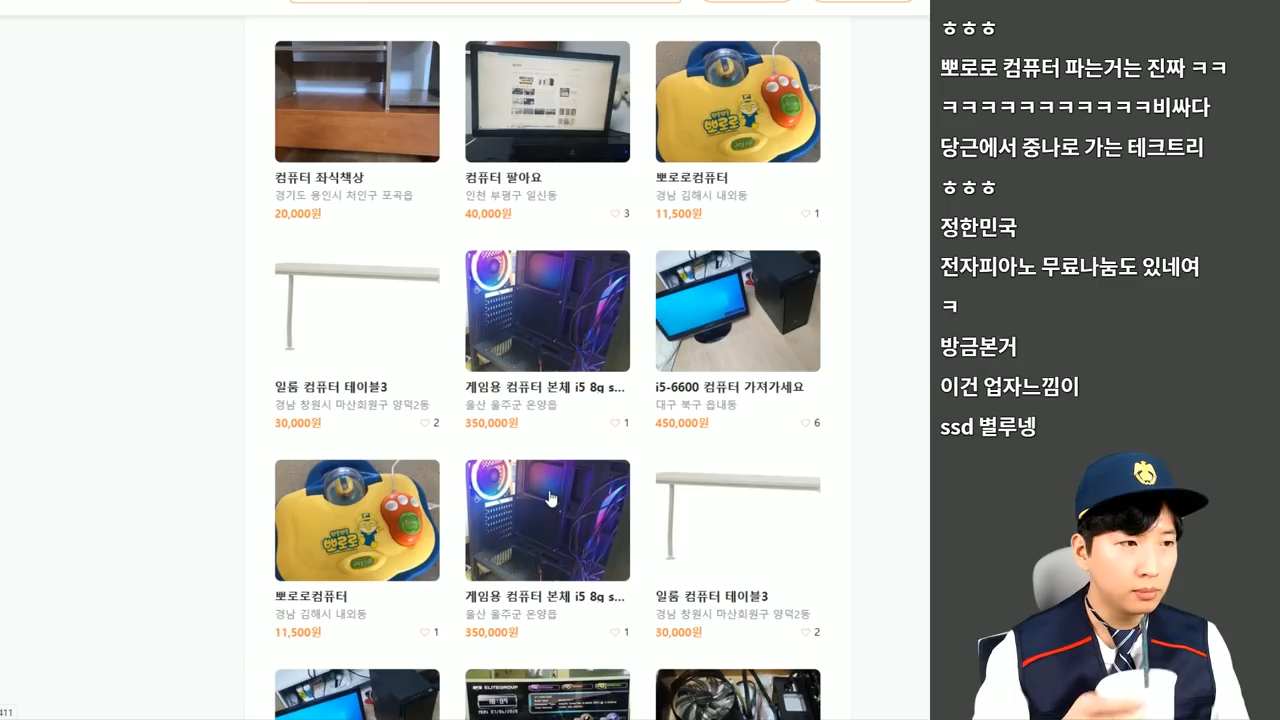 뽀로로
Joy up
컴퓨터 좌식책상
경기도 용인시 처인구 포곡읍
20,000원
컴퓨터 팔아요
인천 부평구 일신동
40,000원
3
뽀로로컴퓨터
경남 김해시 내외동
11,500원
1
일룸 컴퓨터 테이블3
경남 창원시 마산회원구 양덕2동
30,000원
2
게임용 컴퓨터 본체 i5 8g s...
울산 울주군 온양읍
350,000원
1
i5-6600 컴퓨터 가져가세요
대구 북구 읍내동
450,000원
6
뽀로로
Joy up
뽀로로컴퓨터
경남 김해시 내외동
11,500원
1
게임용 컴퓨터 본체 i5 8g s...
울산 울주군 온양읍
350,000원
1
일룸 컴퓨터 테이블3
경남 창원시 마산회원구 양덕2동
30,000원
2
ELITEGROUP
411
ㅎㅎㅎ
뽀로로 컴퓨터 파는거는 진짜 ㅋㅋ
ㅋㅋㅋㅋㅋㅋㅋㅋㅋㅋㅋ비싸다
당근에서 중나로 가는 테크트리
ㅎㅎㅎ
정한민국
전자피아노 무료나눔도 있네여
ㅋ
방금본거
이건 업자느낌이
ssd 별루넹